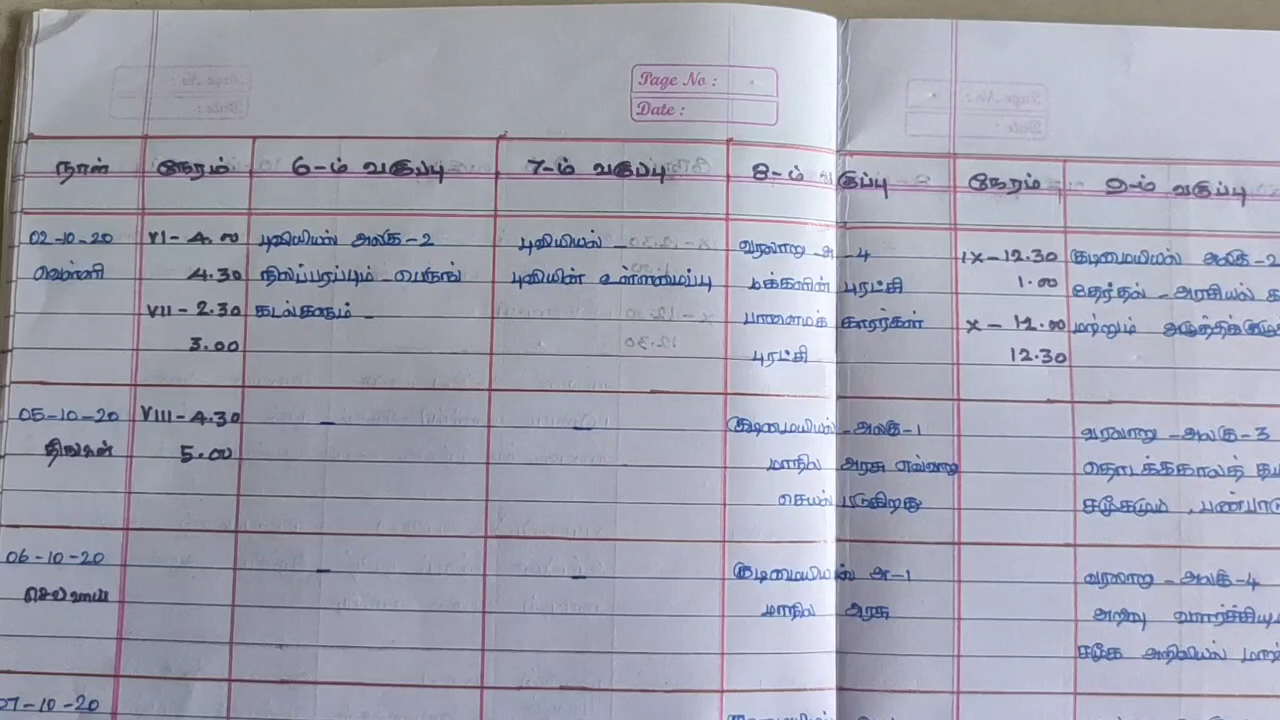 Page No :
Date :
நாள் நேரம் 6-ம் வகுப்பு 7-ம் வகுப்பு 8-ம் வகுப்பு நேரம் 9-ம் வகுப்பு
02-10-20 VI- 4.00 புவியியல் அலகு-2 புவியியல் வரலாறு அ-4 IX-12.30 குடிமையியல் அலகு-2
வெள்ளி 4.30 நிலப்பரப்பும் பெருங் புவியின் உள்ளமைப்பு மக்களின் புரட்சி 1.00 தேர்தல் - அரசியல்
VII - 2.30 கடல்களும் பாளையக் காரர்கள் X - 12.00 மற்றும்
3.00 புரட்சி 12.30
05-10-20 VIII-4.30 - - குடிமையியல் அலகு-1 வரலாறு-அலகு-3
திங்கள் 5.00 மாநில அரசு எவ்வாறு தொடக்ககாலத்
செயல் படுகிறது சமூகமும், பண்பாடு
06-10-20 - - குடிமையியல் அ-1 வரலாறு-அலகு-4
செவ்வாய் மாநில அரசு அறிவு வளர்ச்சியு
சமூக அறிவியல்
07-10-20